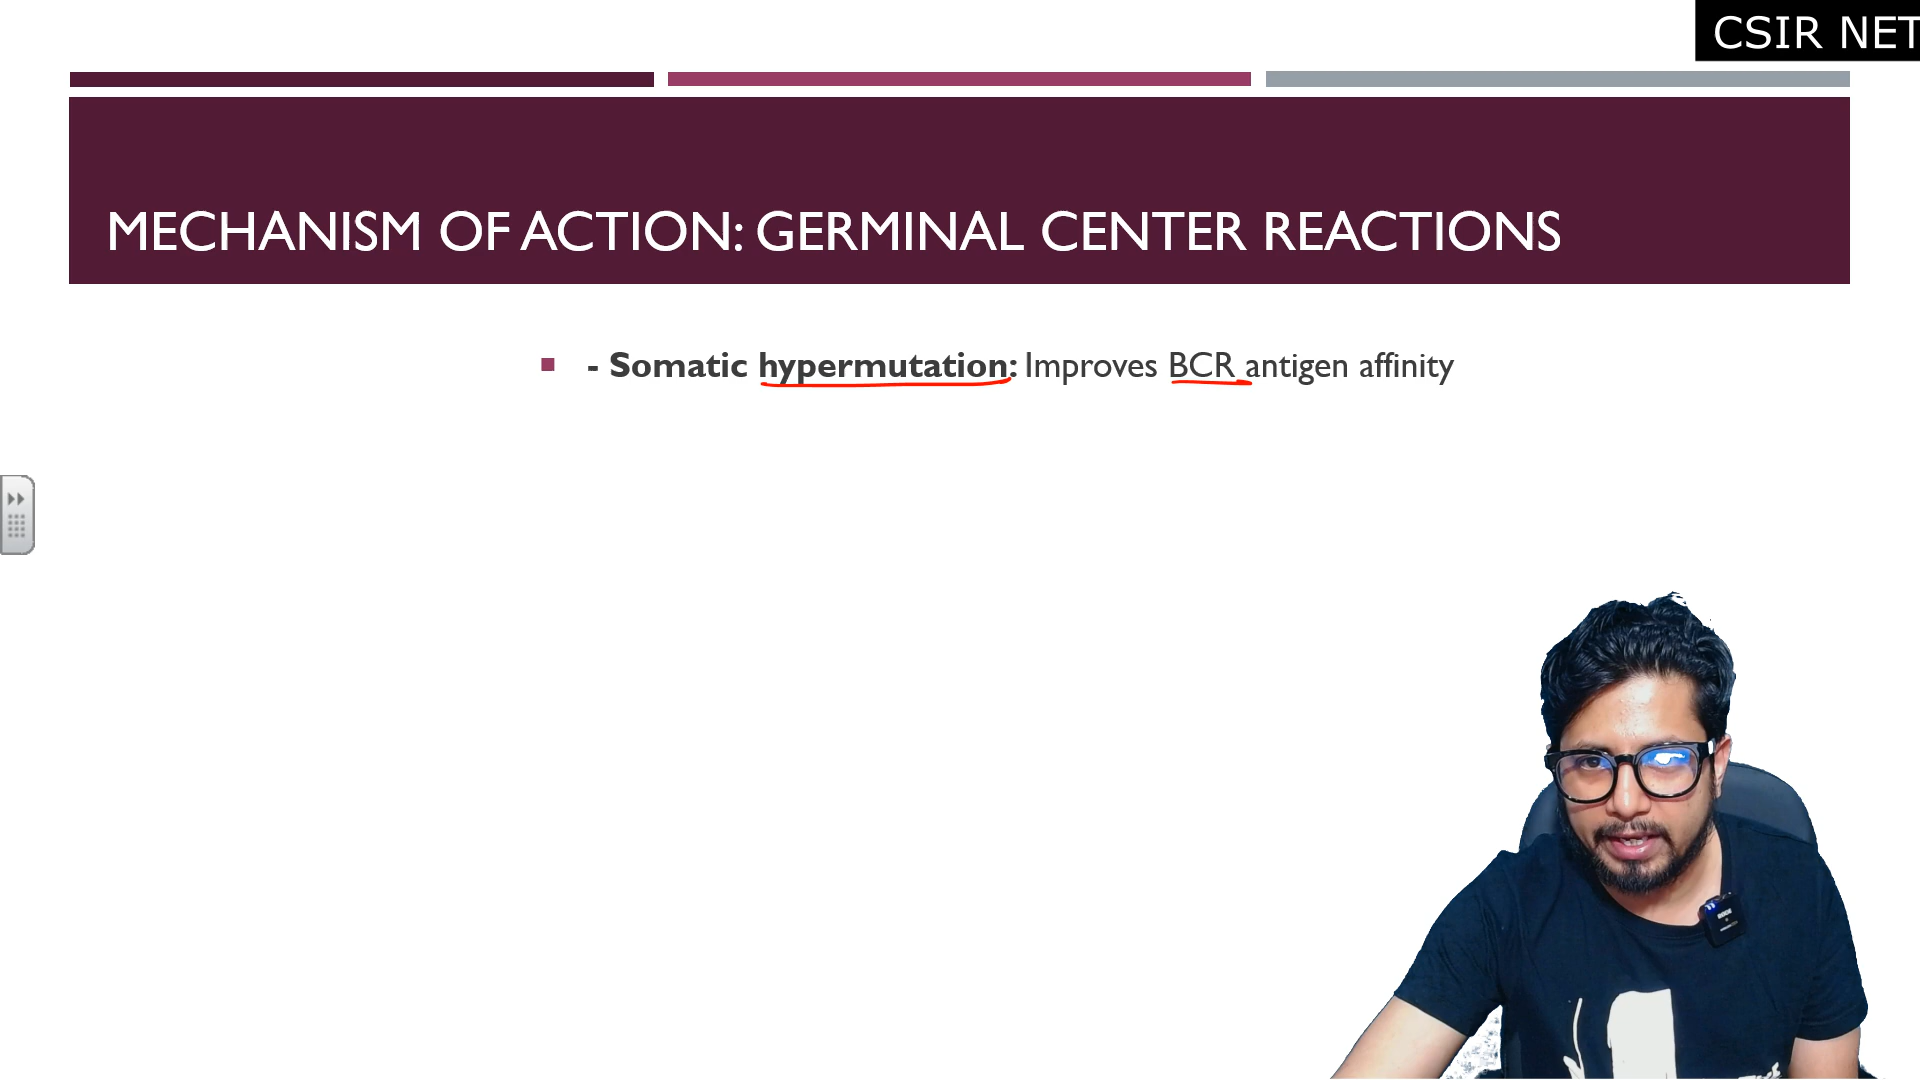 CSIR NET
MECHANISM OF ACTION: GERMINAL CENTER REACTIONS
- Somatic hypermutation: Improves BCR antigen affinity